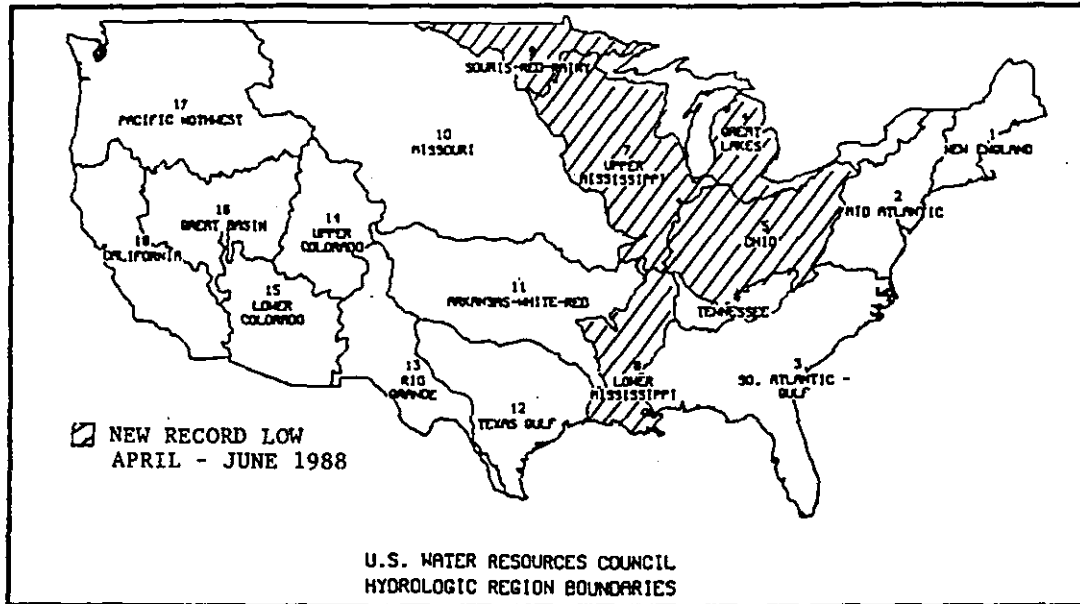 9
SOURIS-RED-RAINY
17
PACIFIC NOTHWEST
10
MISSOURI
4
GREAT
LAKES
1
NEW ENGLAND
7
UPPER
MISSISSIPPI
2
MID ATLANTIC
16
GREAT BASIN
14
UPPER
COLORADO
5
OHIO
18
CALIFORNIA
15
LOWER
COLORADO
11
ARKANSAS-WHITE-RED
6
TENNESSEE
13
RIO
GRANDE
8
LOWER
MISSISSIPPI
3
SO. ATLANTIC -
GULF
12
TEXAS GULF
NEW RECORD LOW
APRIL - JUNE 1988
U.S. WATER RESOURCES COUNCIL
HYDROLOGIC REGION BOUNDARIES